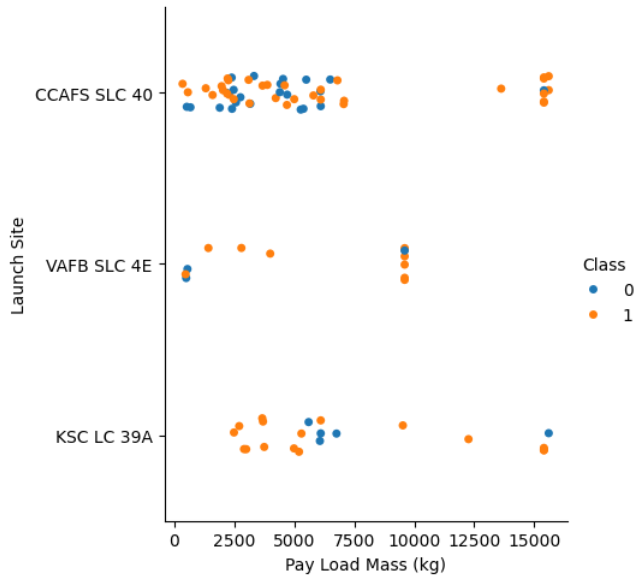 CCAFS SLC 40
VAFB SLC 4E
KSC LC 39A
Launch Site
Class
0
1
0 2500 5000 7500 10000 12500 15000
Pay Load Mass (kg)